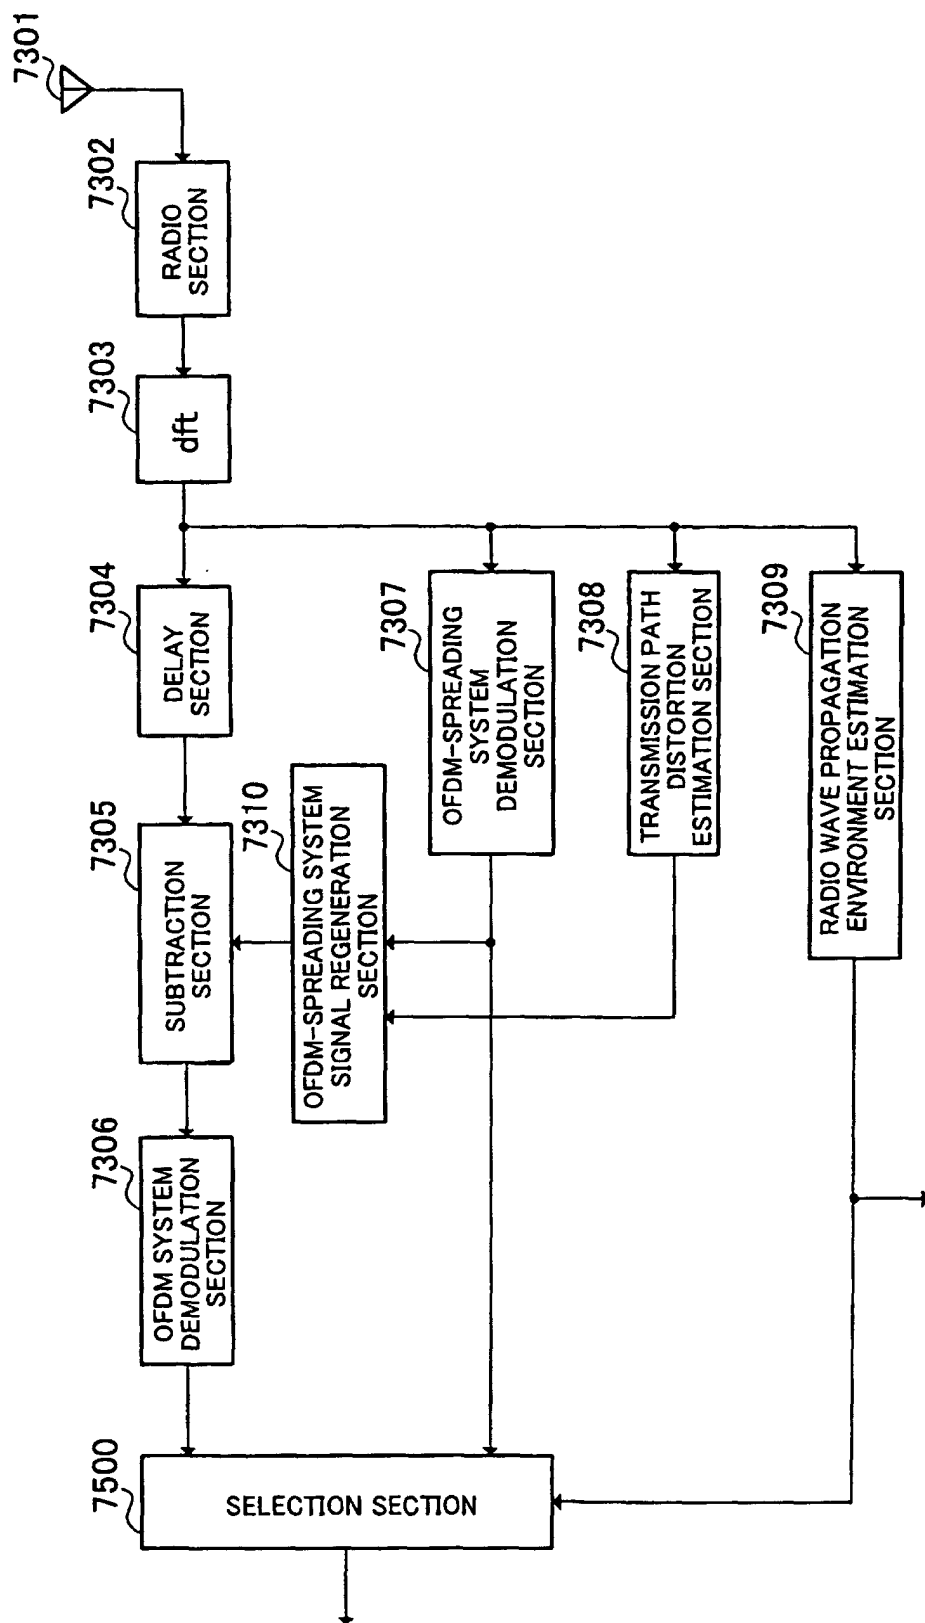 7301
7302
RADIO
SECTION
7303
dft
7304
DELAY
SECTION
7305
SUBTRACTION
SECTION
7306
OFDM SYSTEM
DEMODULATION
SECTION
7310
OFDM-SPREADING SYSTEM
SIGNAL REGENERATION
SECTION
7307
OFDM-SPREADING
SYSTEM
DEMODULATION
SECTION
7308
TRANSMISSION PATH
DISTORTION
ESTIMATION SECTION
7309
RADIO WAVE PROPAGATION
ENVIRONMENT ESTIMATION
SECTION
7500
SELECTION SECTION